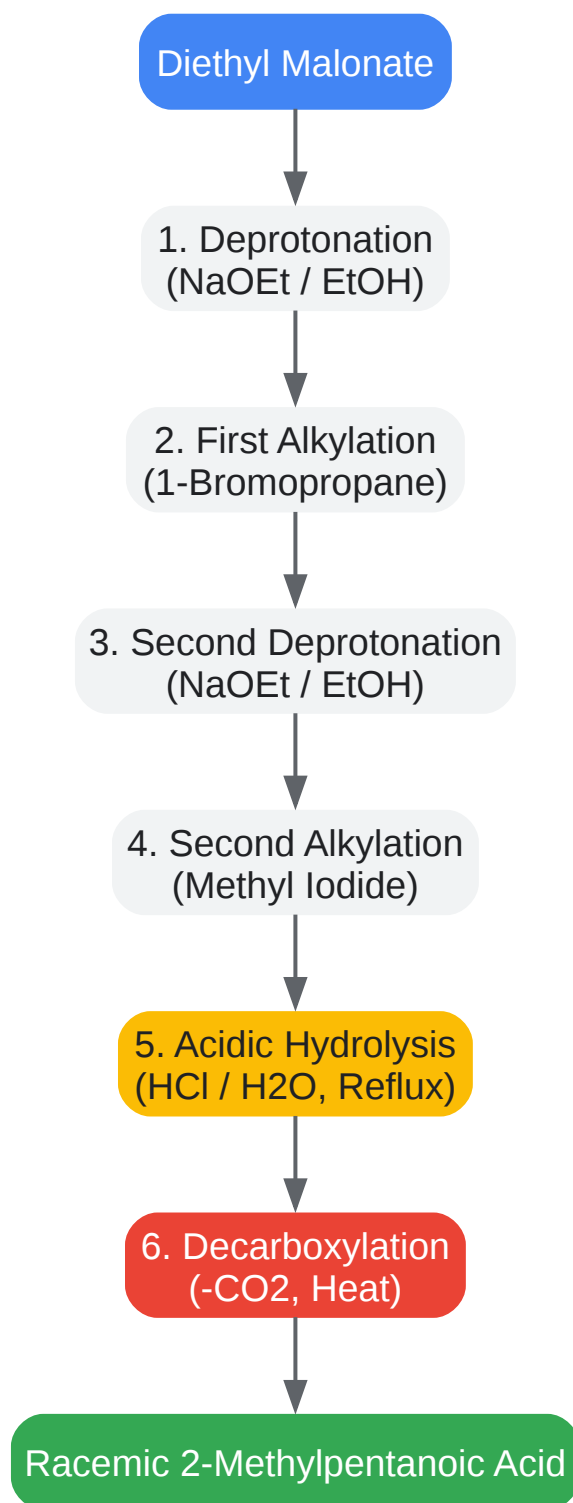 Diethyl Malonate
1. Deprotonation
(NaOEt / EtOH)
2. First Alkylation
(1-Bromopropane)
3. Second Deprotonation
(NaOEt / EtOH)
4. Second Alkylation
(Methyl Iodide)
5. Acidic Hydrolysis
(HCl / H2O, Reflux)
6. Decarboxylation
(-CO2, Heat)
Racemic 2-Methylpentanoic Acid